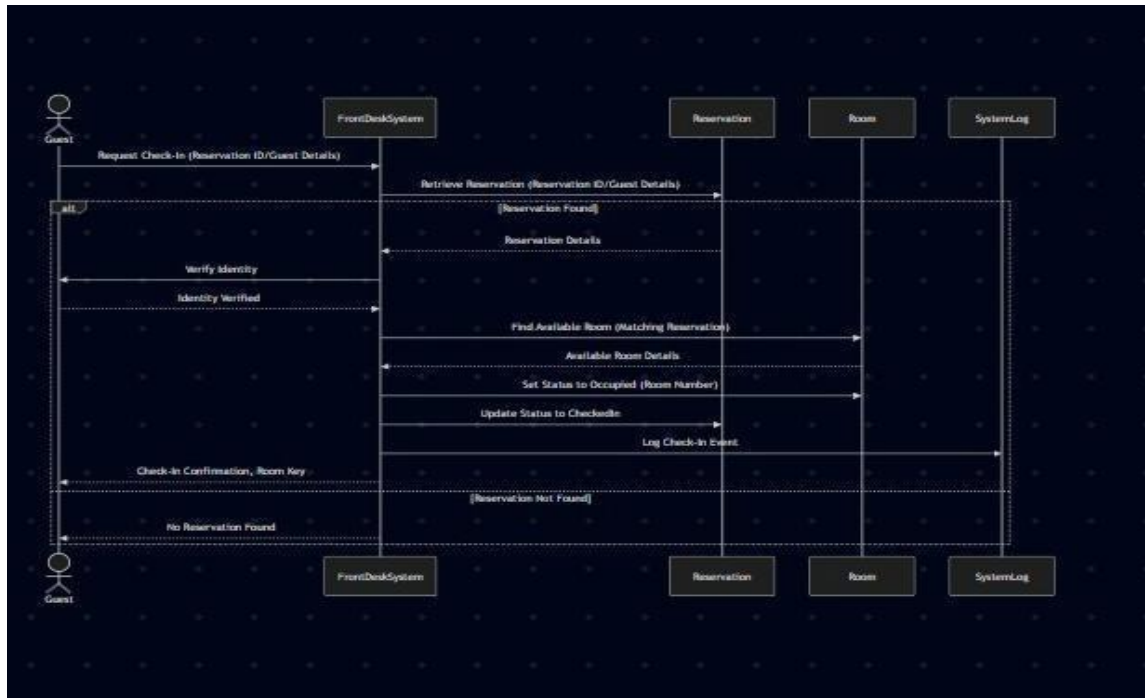 Guest
FrontDeskSystem
Reservation
Room
SystemLog
Request Check-In (Reservation ID/Guest Details)
Retrieve Reservation (Reservation ID/Guest Details)
alt
[Reservation Found]
Reservation Details
Verify Identity
Identity Verified
Find Available Room (Matching Reservation)
Available Room Details
Set Status to Occupied (Room Number)
Update Status to CheckedIn
Log Check-In Event
Check-In Confirmation, Room Key
[Reservation Not Found]
No Reservation Found
Guest
FrontDeskSystem
Reservation
Room
SystemLog